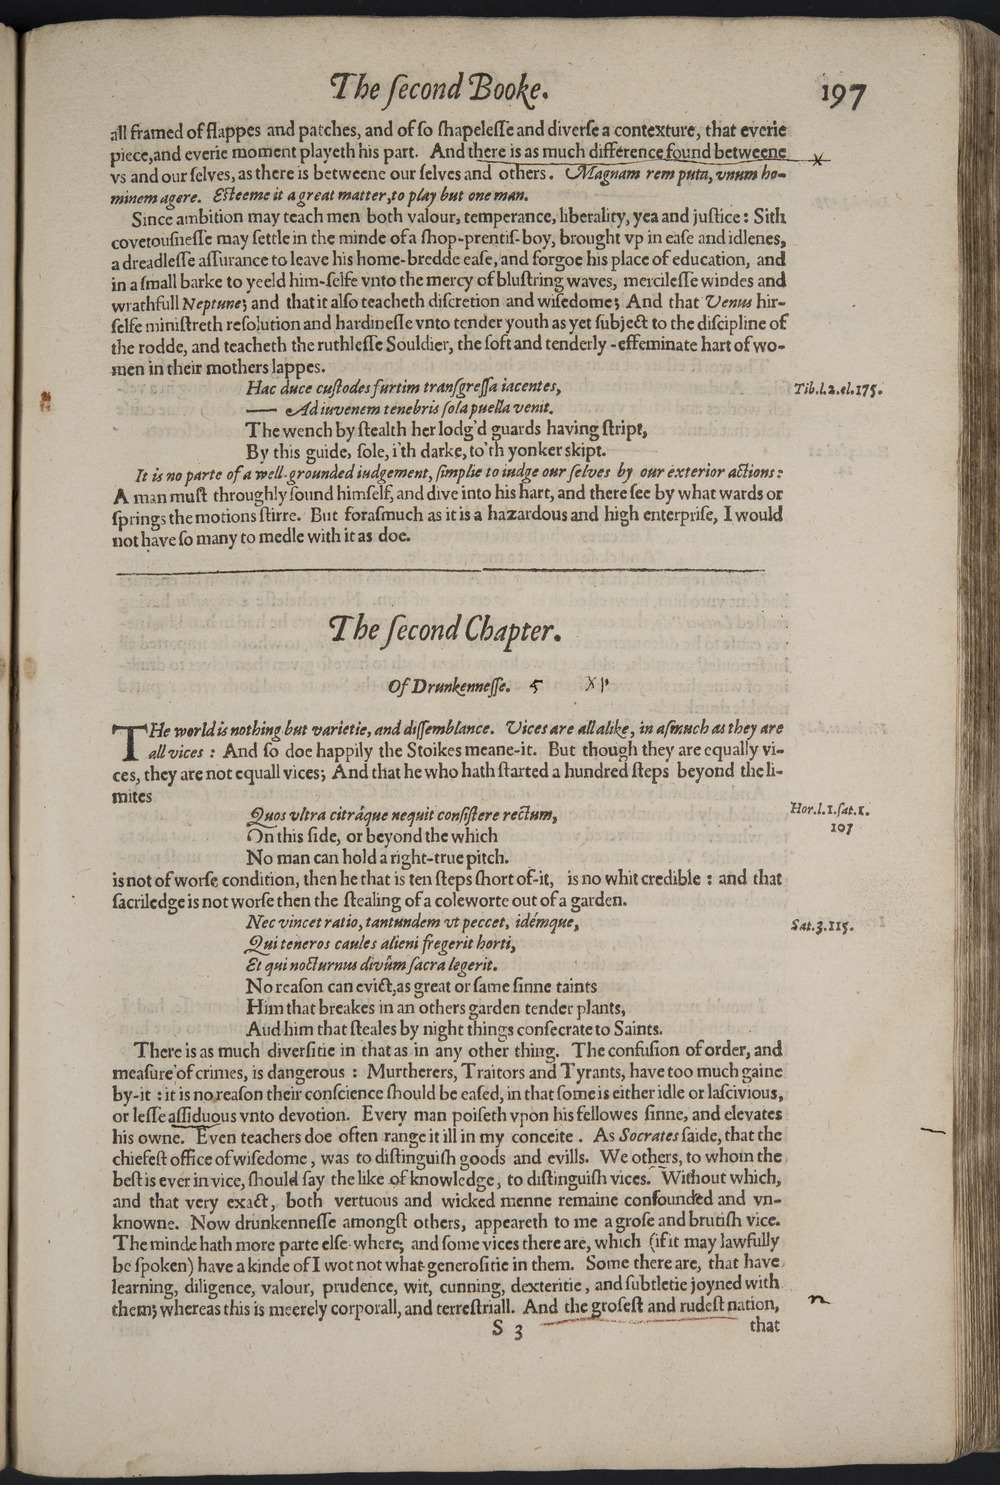 The ſecond Booke. 197
all framed of flappes and patches, and of ſo ſhapeleſſe and diverſe a contexture, that everie
piece,and everie moment playeth his part. And there is as much difference found betweene
vs and our ſelves, as there is betweene our ſelves and others. Magnam rem puta, vnum ho-
minem agere. Eſteeme it a great matter,to play but one man.
Since ambition may teach men both valour, temperance, liberality, yea and juſtice: Sith
covetouſneſſe may ſettle in the minde of a ſhop-prentiſ-boy, brought vp in eaſe and idlenes,
a dreadleſſe aſſurance to leave his home-bredde eaſe, and forgoe his place of education, and
in a ſmall barke to yeeld him-ſelfe vnto the mercy of bluſtring waves, mercileſſe windes and
wrathfull Neptune; and that it alſo teacheth diſcretion and wiſedome; And that Venus hir-
ſelfe miniſtreth reſolution and hardineſſe vnto tender youth as yet ſubject to the diſcipline of
the rodde, and teacheth the ruthleſſe Souldier, the ſoft and tenderly -effeminate hart of wo-
men in their mothers lappes.
Hac duce cuſtodes furtim tranſgreſſa iacentes, Tib.l.2.el.175.
— Ad iuvenem tenebris ſola puella venit.
The wench by ſtealth her lodg'd guards having ſtript,
By this guide, ſole, i'th darke, to'th yonker skipt.
It is no parte of a well-grounded iudgement, ſimplie to iudge our ſelves by our exterior actions:
A man muſt throughly ſound himſelf, and dive into his hart, and there ſee by what wards or
ſprings the motions ſtirre. But foraſmuch as it is a hazardous and high enterpriſe, I would
not have ſo many to medle with it as doe.
The ſecond Chapter.
Of Drunkenneſſe. 5 XP
THe world is nothing but varietie, and diſſemblance. Vices are all alike, in aſmuch as they are
all vices : And ſo doe happily the Stoikes meane-it. But though they are equally vi-
ces, they are not equall vices; And that he who hath ſtarted a hundred ſteps beyond the li-
mites
Quos vltra citráque nequit conſiſtere rectum, Hor.l.1.ſat.1.
107
On this ſide, or beyond the which
No man can hold a right-true pitch.
is not of worſe condition, then he that is ten ſteps ſhort of-it, is no whit credible : and that
ſacriledge is not worſe then the ſtealing of a coleworte out of a garden.
Nec vincet ratio, tantundem vt peccet, idémque, Sat.3.115.
Qui teneros caules alieni fregerit horti,
Et qui nocturnus divûm ſacra legerit.
No reaſon can evict,as great or ſame ſinne taints
Him that breakes in an others garden tender plants,
Aud him that ſteales by night things conſecrate to Saints.
There is as much diverſitie in that as in any other thing. The confuſion of order, and
meaſure of crimes, is dangerous : Murtherers, Traitors and Tyrants, have too much gaine
by-it : it is no reaſon their conſcience ſhould be eaſed, in that ſome is either idle or laſcivious,
or leſſe aſſiduous vnto devotion. Every man poiſeth vpon his fellowes ſinne, and elevates
his owne. Even teachers doe often range it ill in my conceite . As Socrates ſaide, that the
chiefeſt office of wiſedome , was to diſtinguiſh goods and evills. We others, to whom the
beſt is ever in vice, ſhould ſay the like of knowledge , to diſtinguiſh vices. Without which,
and that very exact, both vertuous and wicked menne remaine confounded and vn-
knowne. Now drunkenneſſe amongſt others, appeareth to me a groſe and brutiſh vice.
The minde hath more parte elſe-where; and ſome vices there are, which (if it may lawfully
be ſpoken) have a kinde of I wot not what generoſitie in them. Some there are, that have
learning, diligence, valour, prudence, wit, cunning, dexteritie , and ſubtletie joyned with
them; whereas this is meerely corporall, and terreſtriall. And the groſeſt and rudeſt nation, n
S 3 that